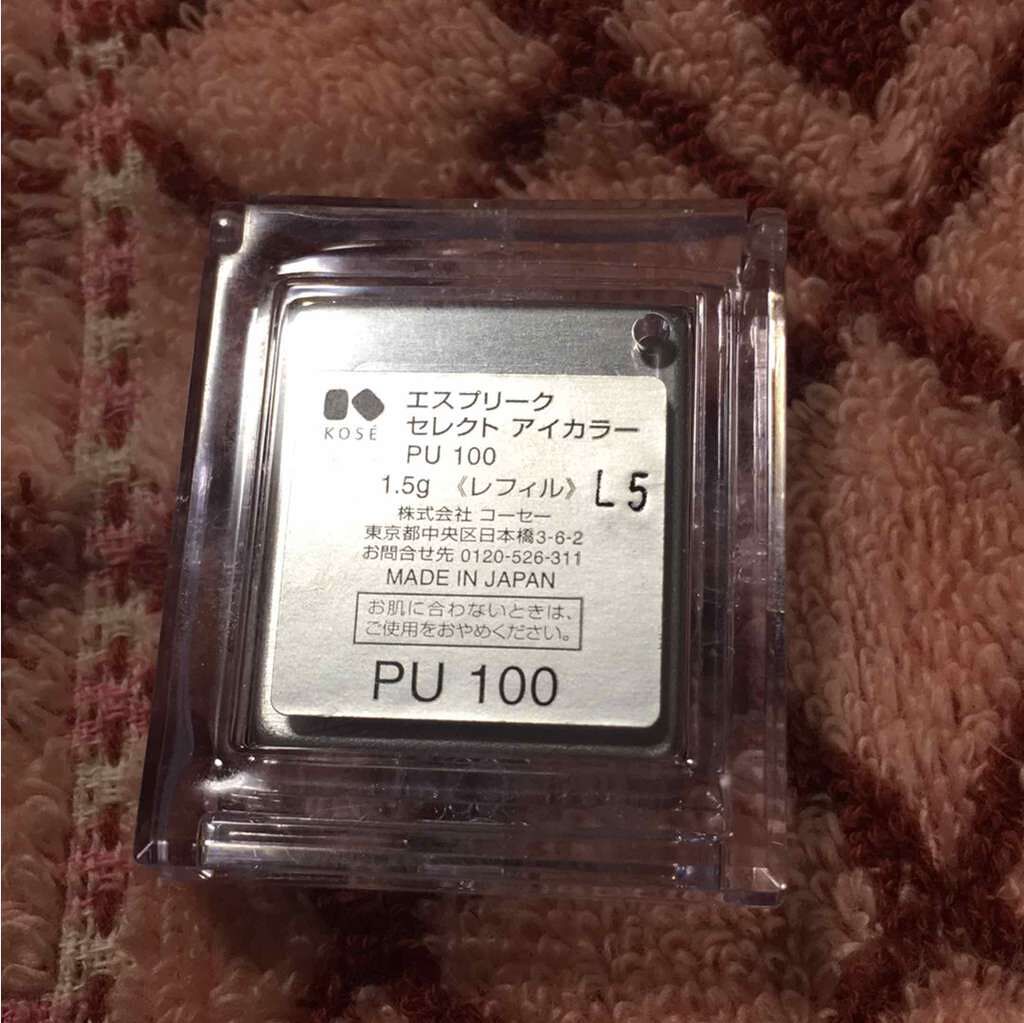 KOSÉ
エスプリーク
セレクト アイカラー
PU 100
1.5g 《レフィル》 L5
株式会社 コーセー
東京都中央区日本橋3-6-2
お問合せ先 0120-526-311
MADE IN JAPAN
お肌に合わないときは、
ご使用をおやめください。
PU 100